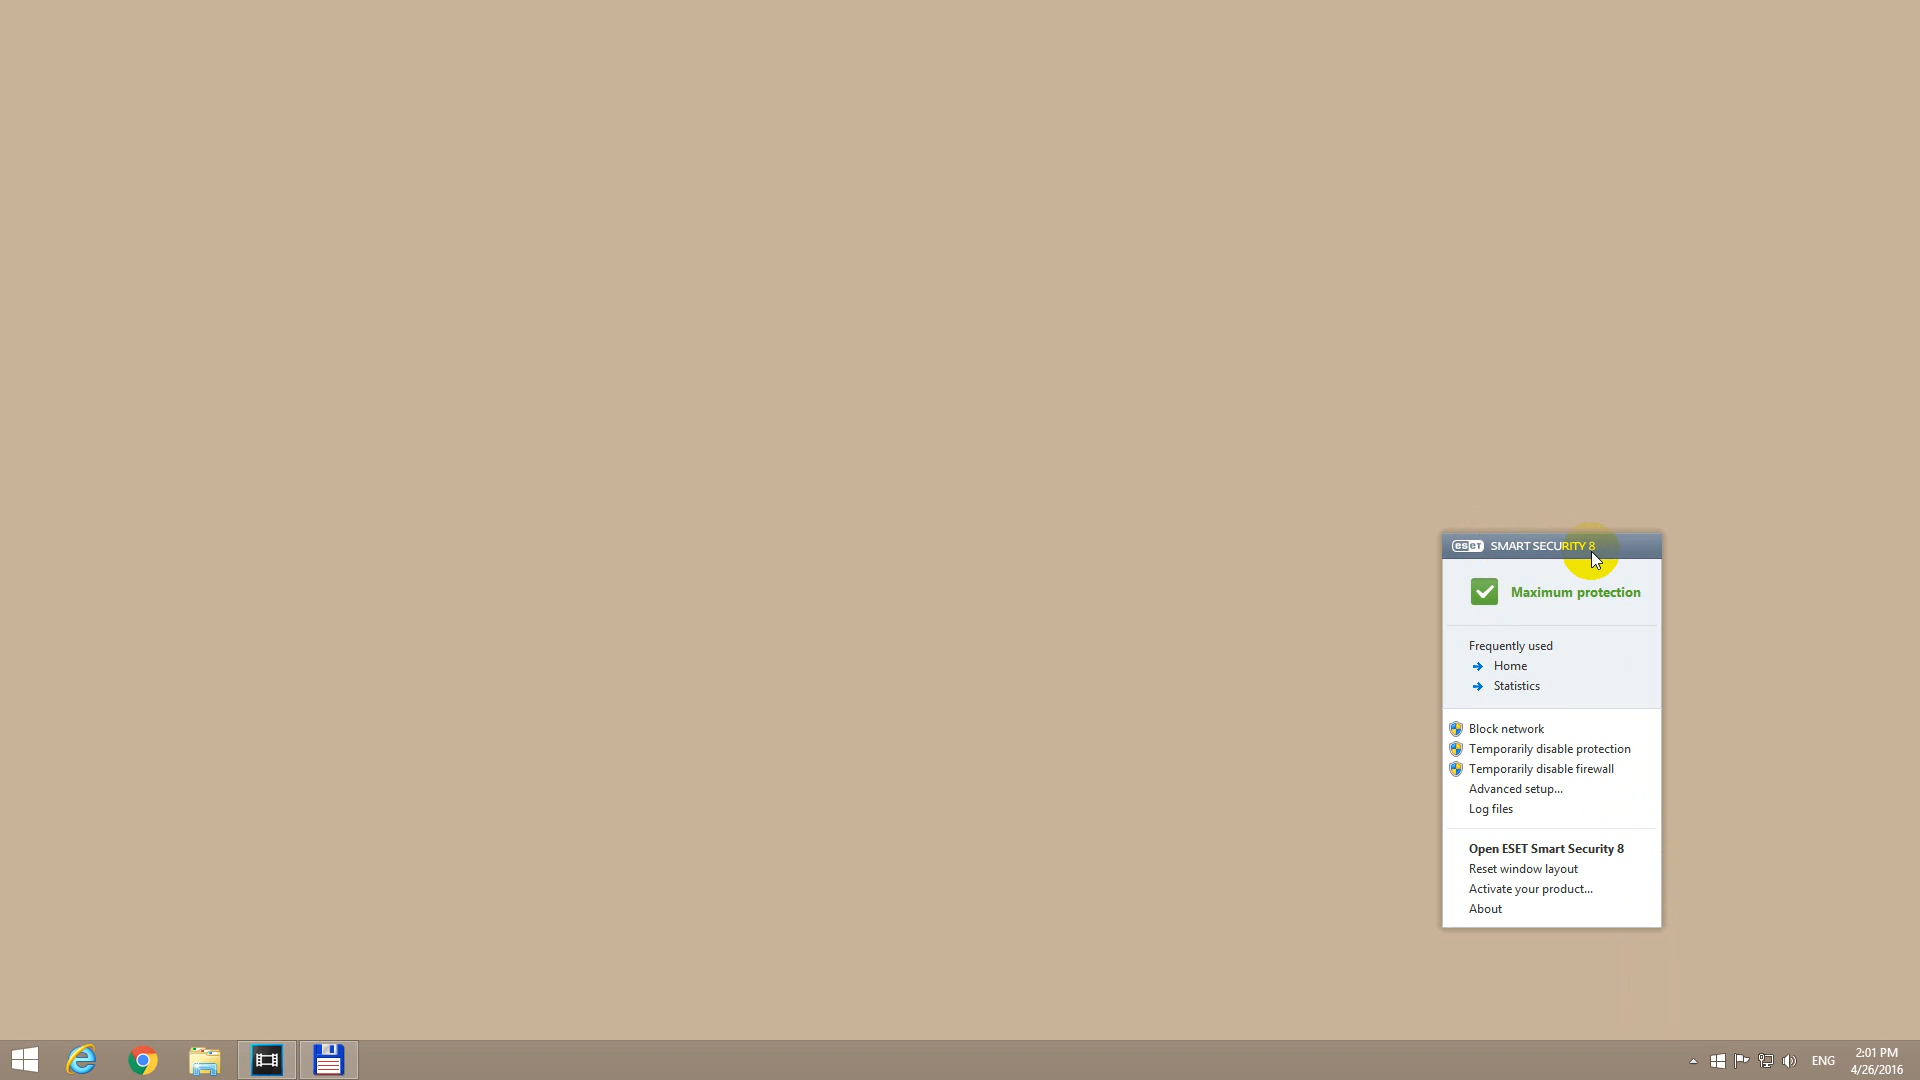 eset SMART SECURITY 8
Maximum protection
Frequently used
Home
Statistics
Block network
Temporarily disable protection
Temporarily disable firewall
Advanced setup...
Log files
Open ESET Smart Security 8
Reset window layout
Activate your product...
About
ENG
2:01 PM
4/26/2016